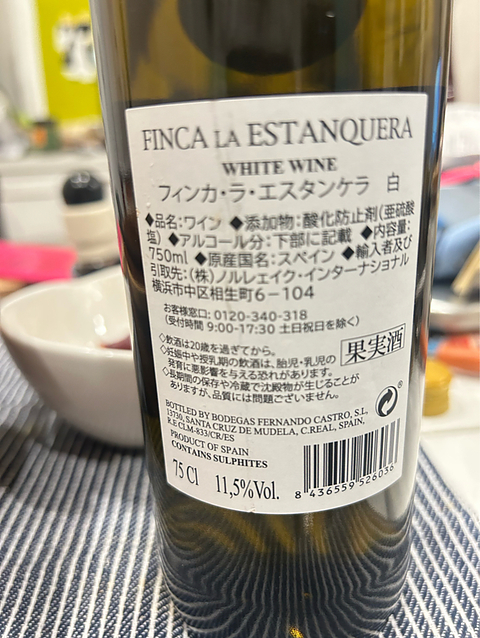 FINCA LA ESTANQUERA
WHITE WINE
フィンカ・ラ・エスタンケラ 白
◆品名:ワイン ◆添加物:酸化防止剤(亜硫酸
塩) ◆アルコール分:下部に記載 ◆内容量:
750ml ◆原産国名:スペイン ◆輸入者及び
引取先:(株)ノルレェイク・インターナショナル
横浜市中区相生町6-104
お客様窓口:0120-340-318
(受付時間 9:00-17:30 土日祝日を除く)
◇飲酒は20歳を過ぎてから。
◇妊娠中や授乳期の飲酒は、胎児・乳児の
発育に悪影響を与える恐れがあります。
◇長期間の保存や冷蔵で沈殿物が生じることが
ありますが、品質には問題ございません。
果実酒
BOTTLED BY BODEGAS FERNANDO CASTRO, S.L,
13730, SANTA CRUZ DE MUDELA, C.REAL, SPAIN,
R.E CLM-833/CR/ES
PRODUCT OF SPAIN
CONTAINS SULPHITES
75 Cl 11,5%Vol.
8 436559 526036